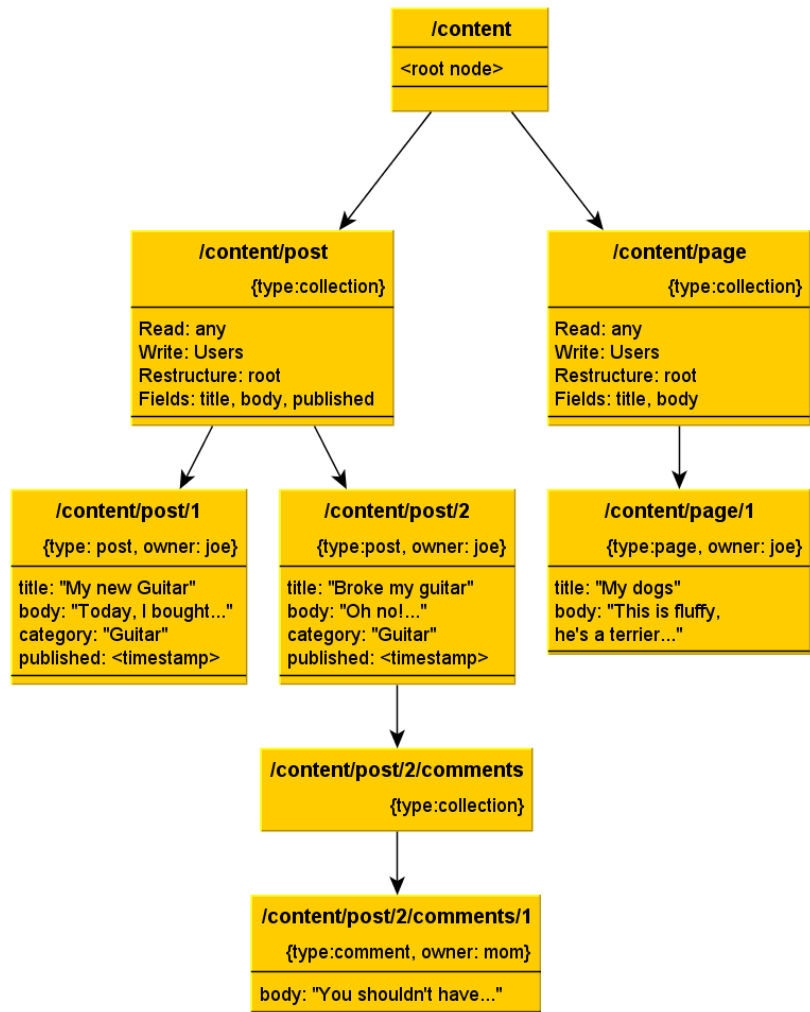 /content
<root node>
/content/post
{type:collection}
Read: any
Write: Users
Restructure: root
Fields: title, body, published
/content/page
{type:collection}
Read: any
Write: Users
Restructure: root
Fields: title, body
/content/post/1
{type: post, owner: joe}
title: "My new Guitar"
body: "Today, I bought..."
category: "Guitar"
published: <timestamp>
/content/post/2
{type:post, owner: joe}
title: "Broke my guitar"
body: "Oh no!..."
category: "Guitar"
published: <timestamp>
/content/page/1
{type:page, owner: joe}
title: "My dogs"
body: "This is fluffy,
he's a terrier..."
/content/post/2/comments
{type:collection}
/content/post/2/comments/1
{type:comment, owner: mom}
body: "You shouldn't have..."